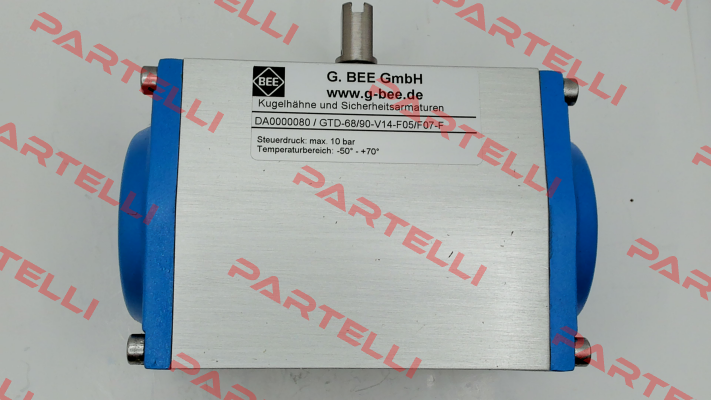 BEE
G. BEE GmbH
www.g-bee.de
Kugelhähne und Sicherheitsarmaturen
DA0000080 / GTD-68/90-V14-F05/F07-F
Steuerdruck: max. 10 bar
Temperaturbereich: -50° - +70°
PARTELLI
PARTELLI
PARTELLI
PARTELLI
PARTELLI
PARTELLI
PARTELLI
PARTELLI